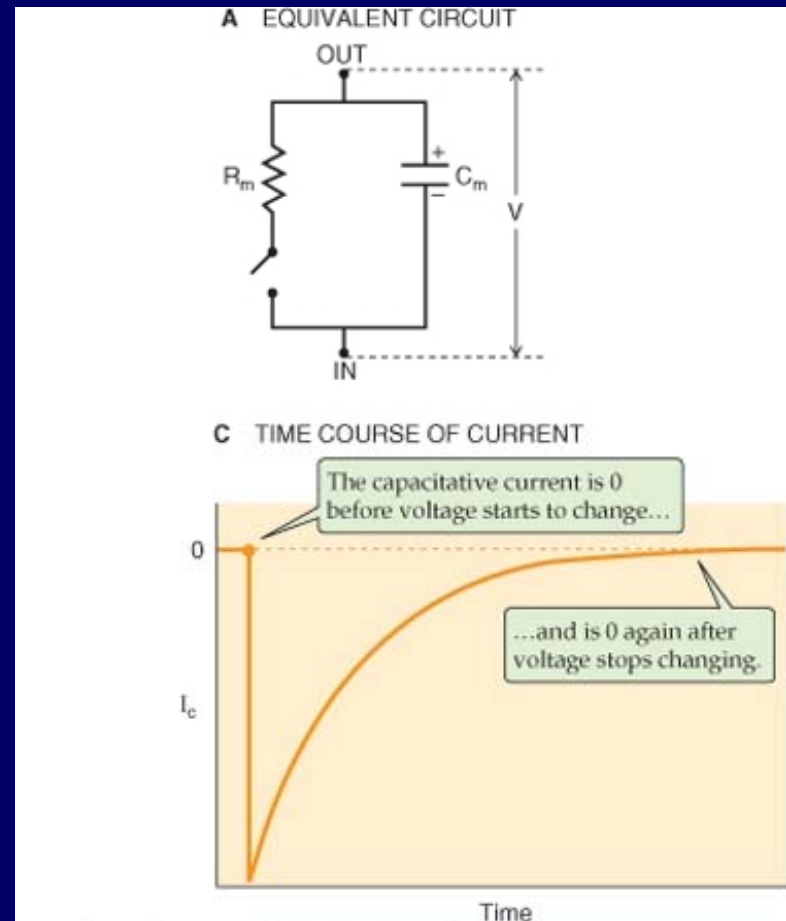 A EQUIVALENT CIRCUIT
OUT
Rm
+
Cm
−
V
IN
C TIME COURSE OF CURRENT
The capacitative current is 0
before voltage starts to change…
0
…and is 0 again after
voltage stops changing.
Ic
Time